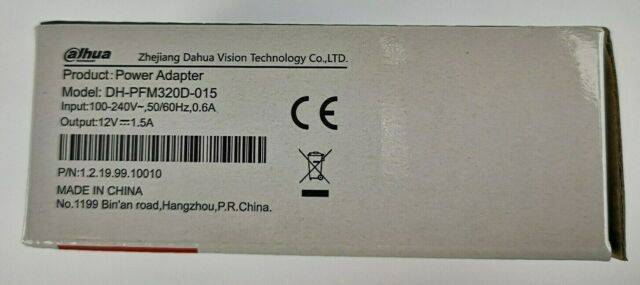 alhua Zhejiang Dahua Vision Technology Co.,LTD.
Product: Power Adapter
Model: DH-PFM320D-015
Input:100-240V~,50/60Hz,0.6A
Output:12V⎓1.5A
CE
P/N:1.2.19.99.10010
MADE IN CHINA
No.1199 Bin'an road,Hangzhou,P.R.China.